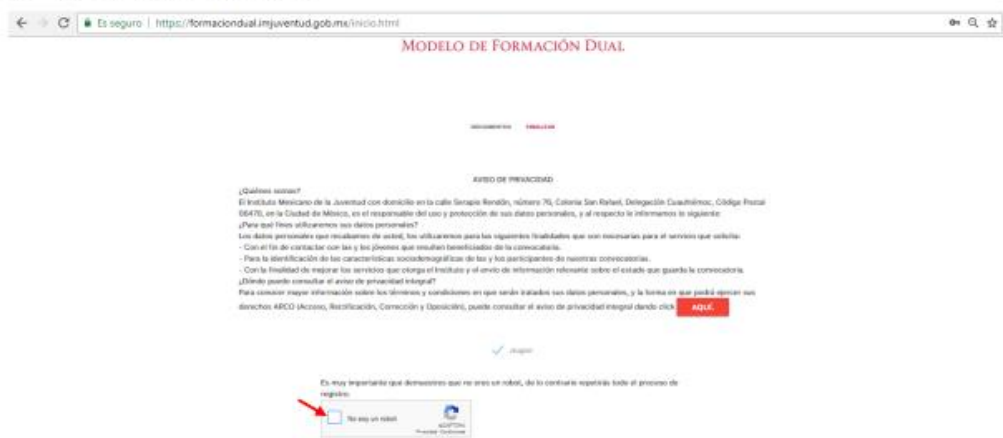 Es seguro | https://formaciondual.imjuventud.gob.mx/inicio.html
MODELO DE FORMACIÓN DUAL
DOCUMENTOS FINALIZAR
AVISO DE PRIVACIDAD
¿Quiénes somos?
El Instituto Mexicano de la Juventud con domicilio en la calle Serapio Rendón, número 76, Colonia San Rafael, Delegación Cuauhtémoc, Código Postal
06470, en la Ciudad de México, es el responsable del uso y protección de sus datos personales, y al respecto le informamos lo siguiente:
¿Para qué fines utilizaremos sus datos personales?
Los datos personales que recabamos de usted, los utilizaremos para las siguientes finalidades que son necesarias para el servicio que solicita:
- Con el fin de contactar con las y los jóvenes que resulten beneficiados de la convocatoria.
- Para la identificación de las características sociodemográficas de las y los participantes de nuestras convocatorias.
- Con la finalidad de mejorar los servicios que otorga el Instituto y el envío de información relevante sobre el estado que guarda la convocatoria.
¿Dónde puedo consultar el aviso de privacidad integral?
Para conocer mayor información sobre los términos y condiciones en que serán tratados sus datos personales, y la forma en que podrá ejercer sus
derechos ARCO (Acceso, Rectificación, Corrección y Oposición), puede consultar el aviso de privacidad integral dando click AQUÍ.
Acepto
Es muy importante que demuestres que no eres un robot, de lo contrario repetirás todo el proceso de
registro.
No soy un robot
reCAPTCHA
Privacidad - Condiciones